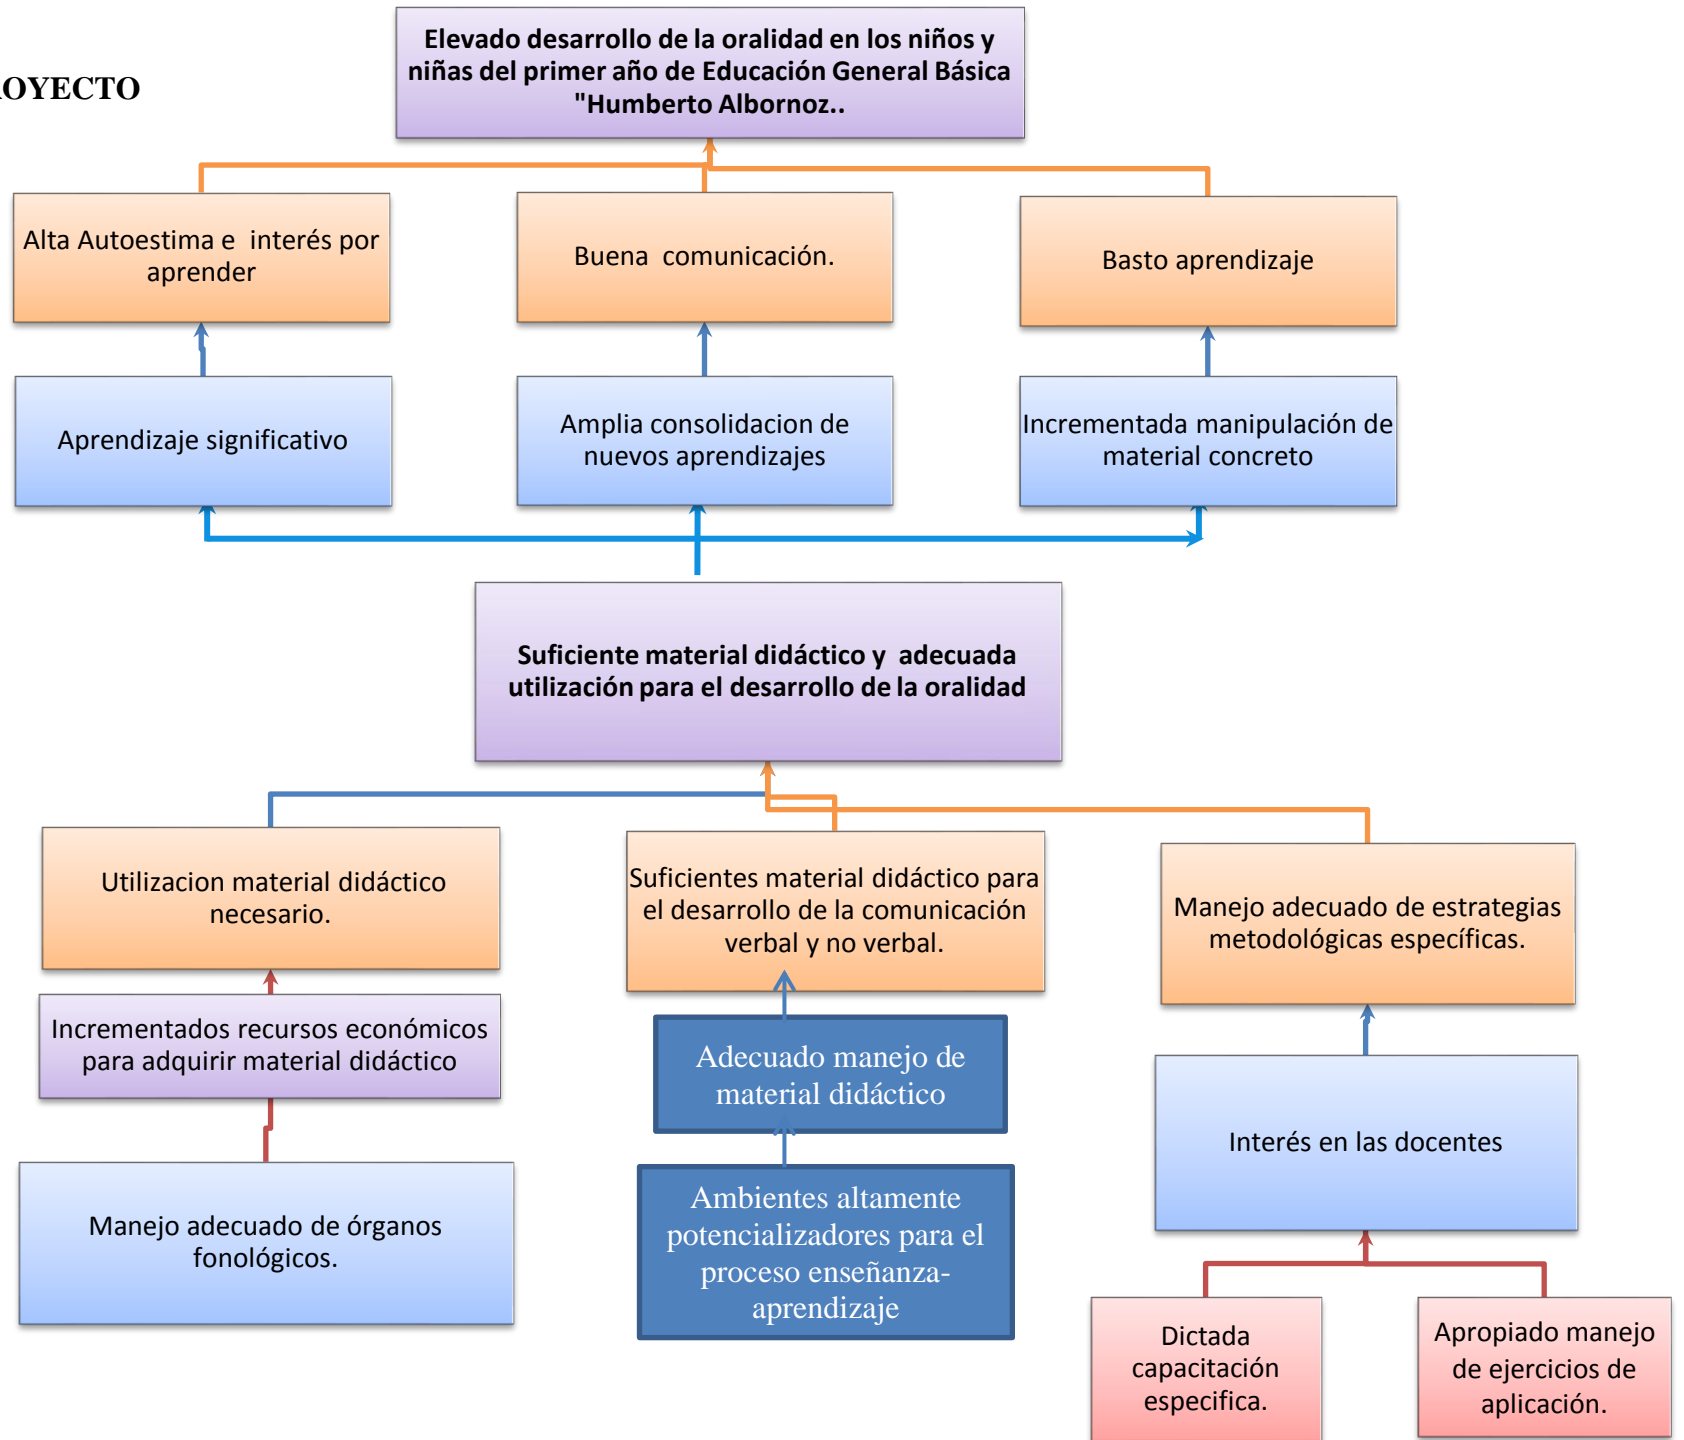 Elevado desarrollo de la oralidad en los niños y
niñas del primer año de Educación General Básica
"Humberto Albornoz..
OYECTO
Alta Autoestima e  interés por
aprender
Buena  comunicación.
Basto aprendizaje
Aprendizaje significativo
Amplia consolidacion de
nuevos aprendizajes
Incrementada manipulación de
material concreto
Suficiente material didáctico y  adecuada
utilización para el desarrollo de la oralidad
Utilizacion material didáctico
necesario.
Suficientes material didáctico para
el desarrollo de la comunicación
verbal y no verbal.
Manejo adecuado de estrategias
metodológicas específicas.
Incrementados recursos económicos
para adquirir material didáctico
Adecuado manejo de
material didáctico
Interés en las docentes
Manejo adecuado de órganos
fonológicos.
Ambientes altamente
potencializadores para el
proceso enseñanza-
aprendizaje
Dictada
capacitación
especifica.
Apropiado manejo
de ejercicios de
aplicación.